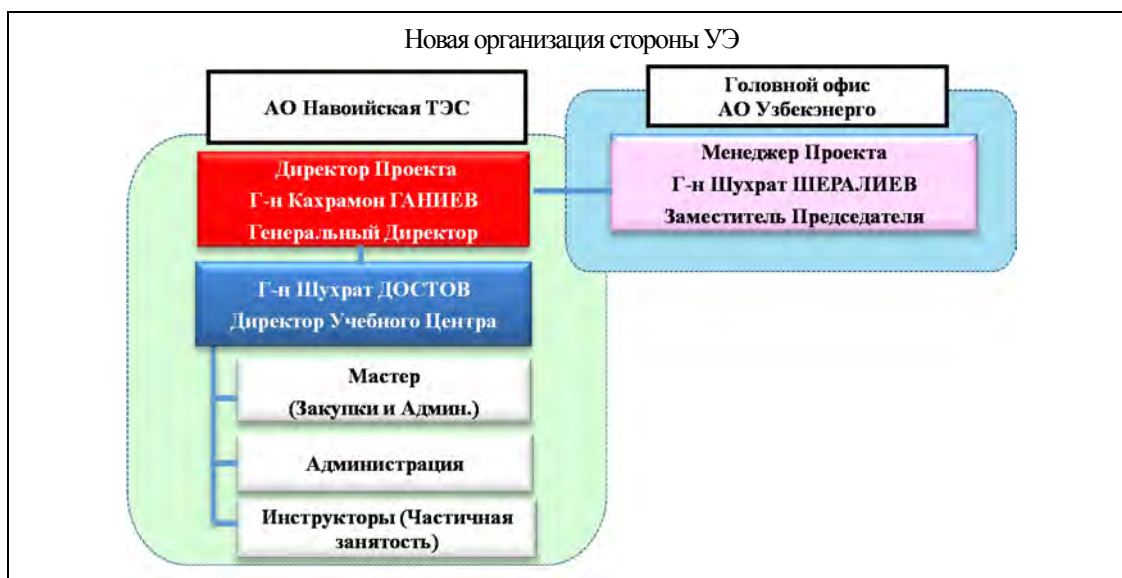 Новая организация стороны УЭ
АО Навоийская ТЭС
Головной офис
АО Узбекэнерго
Директор Проекта
Г-н Кахрамон ГАНИЕВ
Генеральный Директор
Менеджер Проекта
Г-н Шухрат ШЕРАЛИЕВ
Заместитель Председателя
Г-н Шухрат ДОСТОВ
Директор Учебного Центра
Мастер
(Закупки и Админ.)
Администрация
Инструкторы (Частичная
занятость)